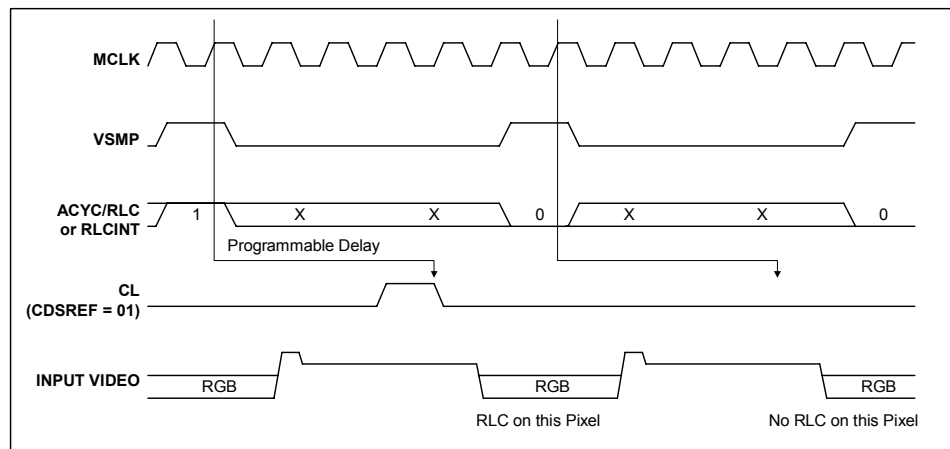 MCLK
VSMP
ACYC/RLC
or RLCINT
1 X X 0 X X 0
Programmable Delay
CL
(CDSREF = 01)
INPUT VIDEO
RGB RGB RGB
RLC on this Pixel No RLC on this Pixel